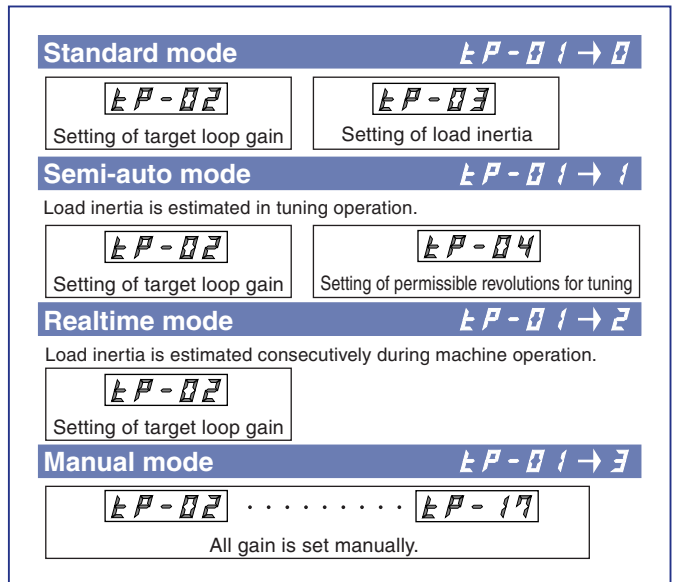 Standard mode tP-01→0
tP-02 tP-03
Setting of target loop gain Setting of load inertia
Semi-auto mode tP-01→1
Load inertia is estimated in tuning operation.
tP-02 tP-04
Setting of target loop gain Setting of permissible revolutions for tuning
Realtime mode tP-01→2
Load inertia is estimated consecutively during machine operation.
tP-02
Setting of target loop gain
Manual mode tP-01→3
tP-02 ········· tP-17
All gain is set manually.